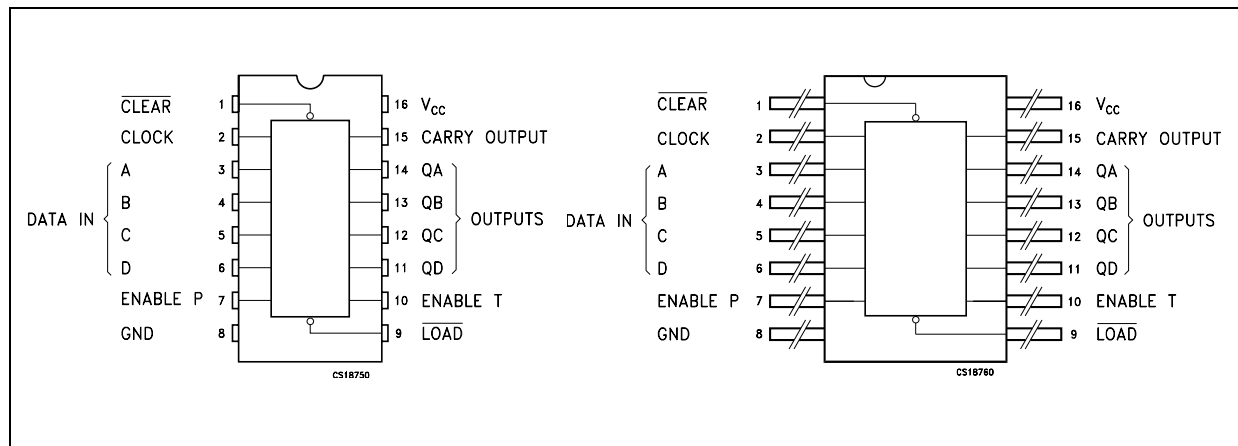 CLEAR 1 16 VCC
CLOCK 2 15 CARRY OUTPUT
A 3 14 QA
B 4 13 QB
DATA IN OUTPUTS
C 5 12 QC
D 6 11 QD
ENABLE P 7 10 ENABLE T
GND 8 9 LOAD
CS18750
CLEAR 1 16 VCC
CLOCK 2 15 CARRY OUTPUT
A 3 14 QA
B 4 13 QB
DATA IN OUTPUTS
C 5 12 QC
D 6 11 QD
ENABLE P 7 10 ENABLE T
GND 8 9 LOAD
CS18760